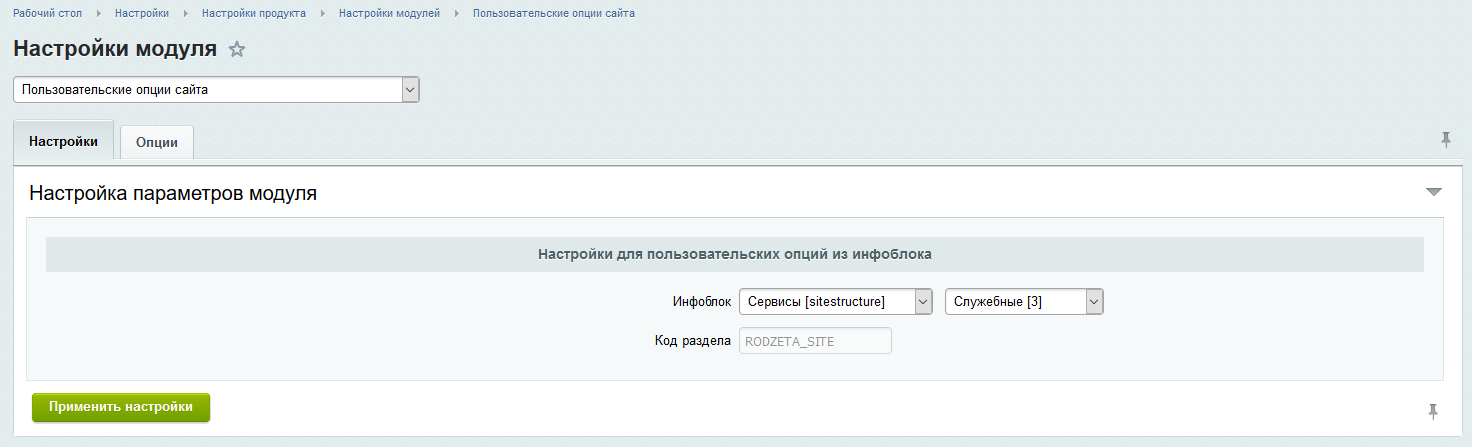 Рабочий стол Настройки Настройки продукта Настройки модулей Пользовательские опции сайта
Настройки модуля
Пользовательские опции сайта
Настройки Опции
Настройка параметров модуля
Настройки для пользовательских опций из инфоблока
Инфоблок Сервисы [sitestructure] Служебные [3]
Код раздела RODZETA_SITE
Применить настройки